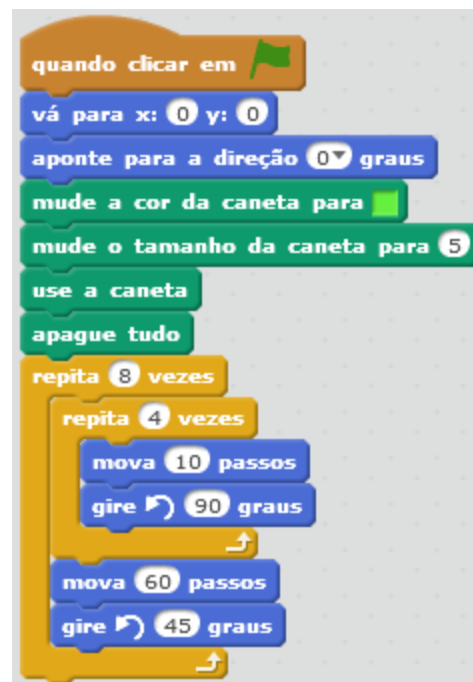 quando clicar em
vá para x: 0 y: 0
aponte para a direção 0 graus
mude a cor da caneta para
mude o tamanho da caneta para 5
use a caneta
apague tudo
repita 8 vezes
repita 4 vezes
mova 10 passos
gire 90 graus
mova 60 passos
gire 45 graus